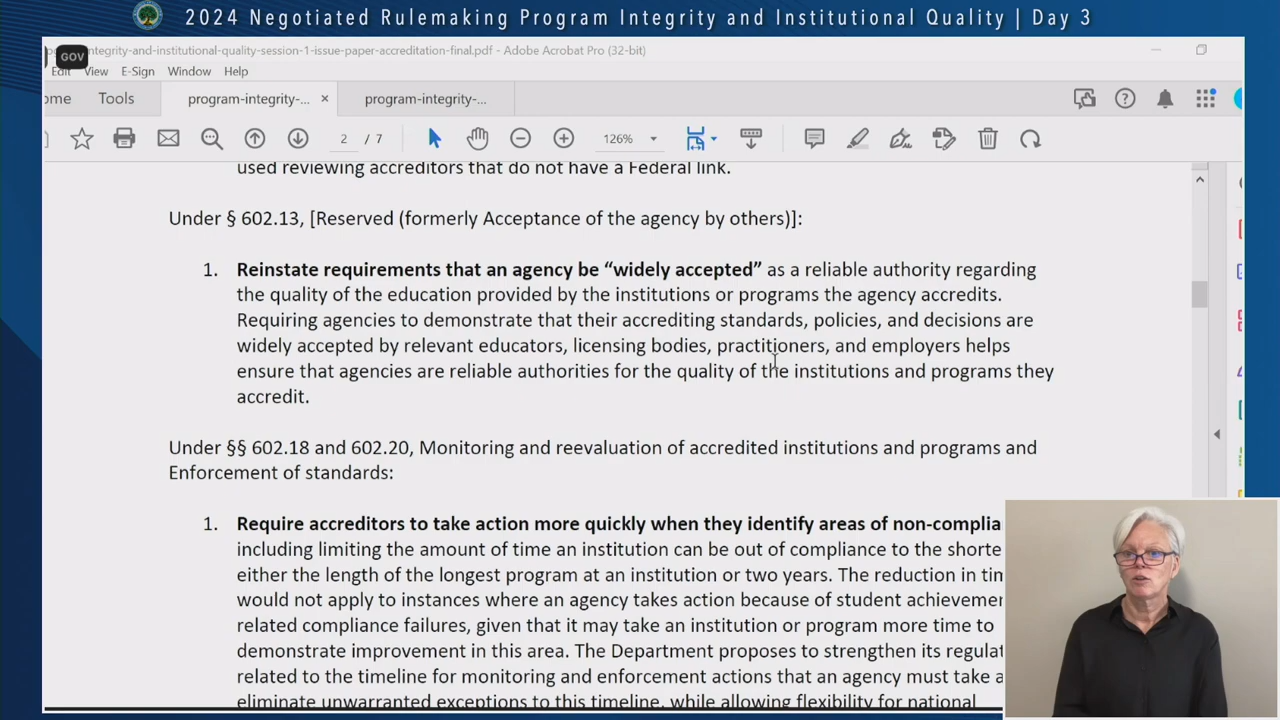 2024 Negotiated Rulemaking Program Integrity and Institutional Quality | Day 3
GOV
integrity-and-institutional-quality-session-1-issue-paper-accreditation-final.pdf - Adobe Acrobat Pro (32-bit)
Edit View E-Sign Window Help
ome Tools program-integrity-... × program-integrity-...
2 / 7 126%
used reviewing accreditors that do not have a Federal link.
Under § 602.13, [Reserved (formerly Acceptance of the agency by others)]:
1. Reinstate requirements that an agency be “widely accepted” as a reliable authority regarding
the quality of the education provided by the institutions or programs the agency accredits.
Requiring agencies to demonstrate that their accrediting standards, policies, and decisions are
widely accepted by relevant educators, licensing bodies, practitioners, and employers helps
ensure that agencies are reliable authorities for the quality of the institutions and programs they
accredit.
Under §§ 602.18 and 602.20, Monitoring and reevaluation of accredited institutions and programs and
Enforcement of standards:
1. Require accreditors to take action more quickly when they identify areas of non-complia
including limiting the amount of time an institution can be out of compliance to the shorte
either the length of the longest program at an institution or two years. The reduction in tim
would not apply to instances where an agency takes action because of student achievemer
related compliance failures, given that it may take an institution or program more time to
demonstrate improvement in this area. The Department proposes to strengthen its regulat
related to the timeline for monitoring and enforcement actions that an agency must take a
eliminate unwarranted exceptions to this timeline, while allowing flexibility for national